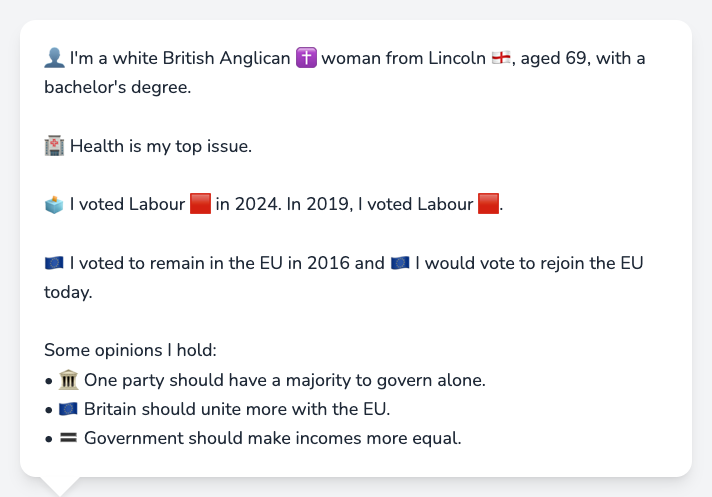 👤 I'm a white British Anglican ✝️ woman from Lincoln 🏴󠁧󠁢󠁥󠁮󠁧󠁿, aged 69, with a
bachelor's degree.
🏥 Health is my top issue.
🗳️ I voted Labour 🟥 in 2024. In 2019, I voted Labour 🟥.
🇪🇺 I voted to remain in the EU in 2016 and 🇪🇺 I would vote to rejoin the EU
today.
Some opinions I hold:
• 🏛️ One party should have a majority to govern alone.
• 🇪🇺 Britain should unite more with the EU.
• 🟰 Government should make incomes more equal.